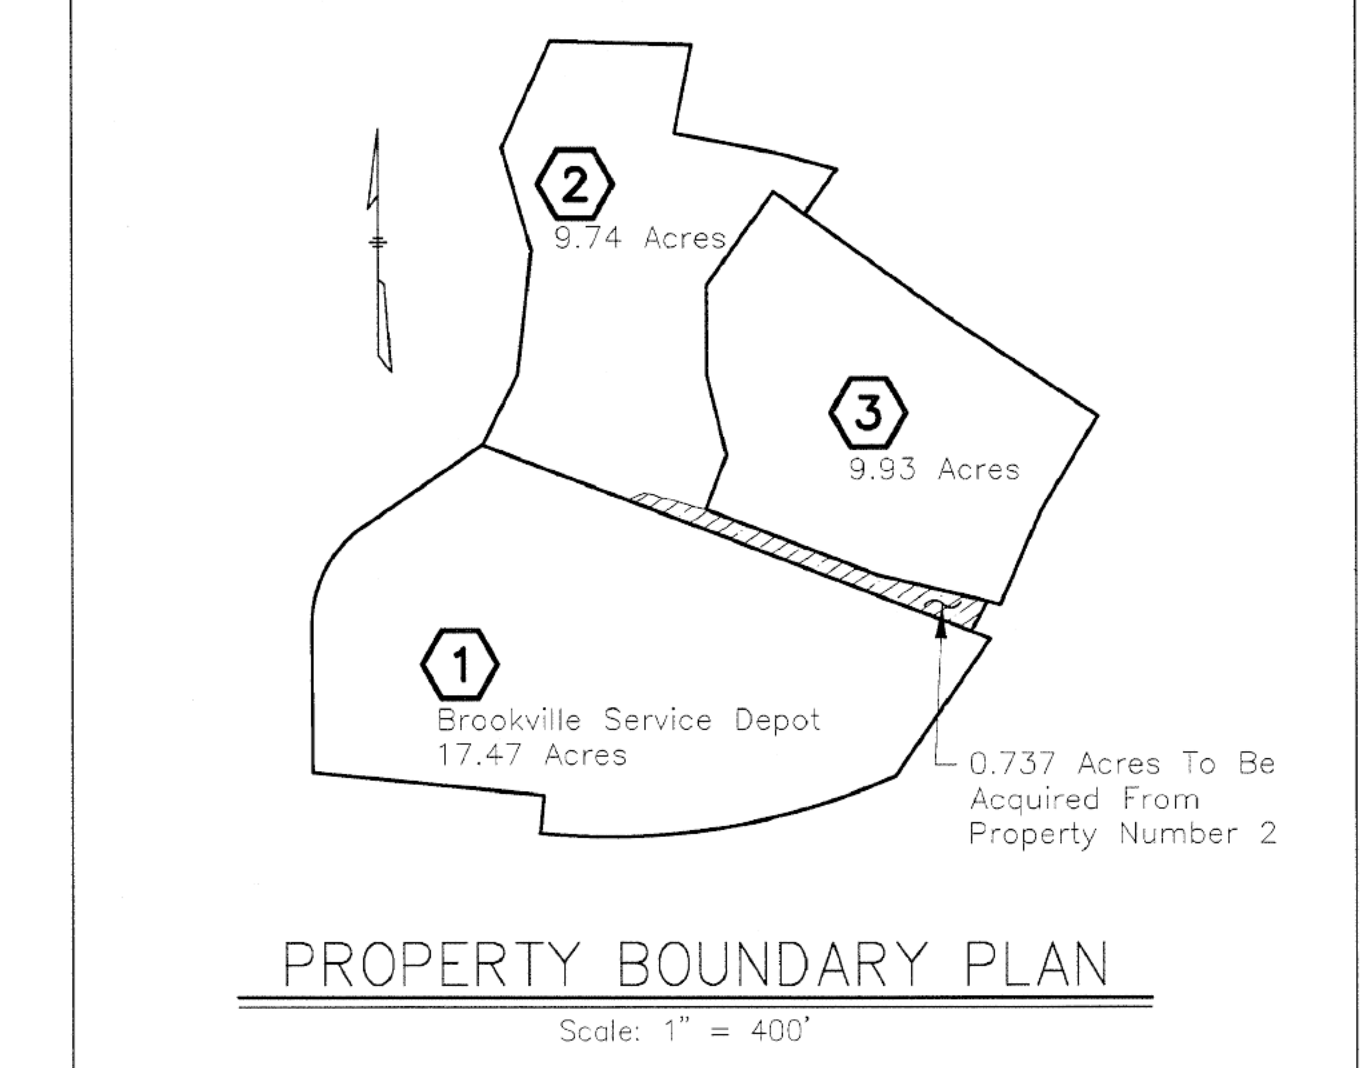 2
9.74 Acres
3
9.93 Acres
1
Brookville Service Depot
17.47 Acres
0.737 Acres To Be
Acquired From
Property Number 2
PROPERTY BOUNDARY PLAN
Scale: 1" = 400'